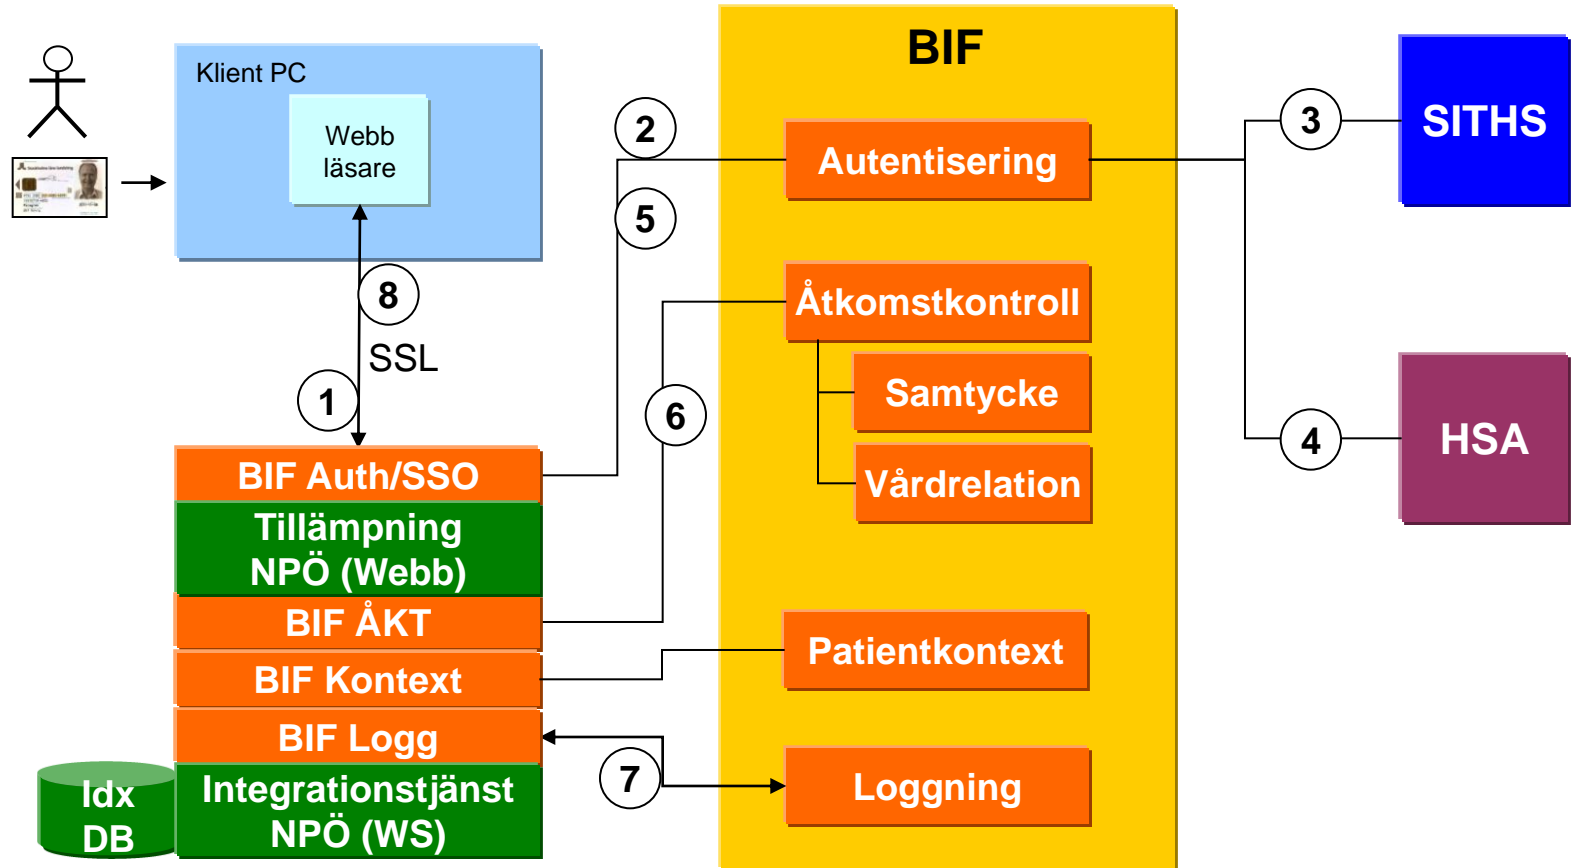 BIF
Klient PC
Webb
läsare
2
Autentisering
3
SITHS
5
8
SSL
Åtkomstkontroll
1
6
Samtycke
4
HSA
BIF Auth/SSO
Vårdrelation
Tillämpning
NPÖ (Webb)
BIF ÅKT
BIF Kontext
Patientkontext
BIF Logg
7
Loggning
Idx
DB
Integrationstjänst
NPÖ (WS)